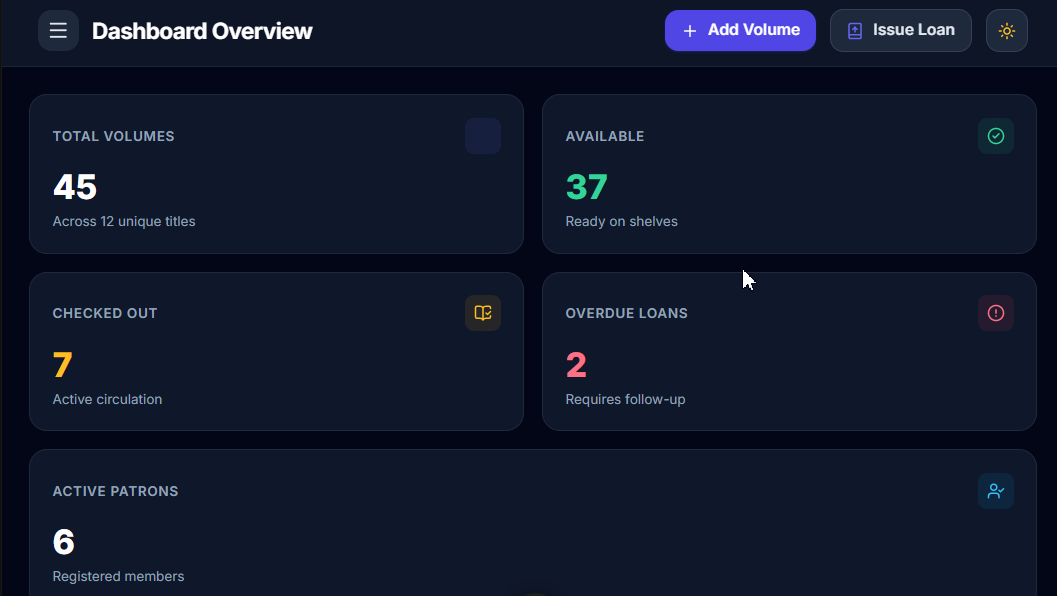 Dashboard Overview
Add Volume
Issue Loan
TOTAL VOLUMES
45
Across 12 unique titles
AVAILABLE
37
Ready on shelves
CHECKED OUT
7
Active circulation
OVERDUE LOANS
2
Requires follow-up
ACTIVE PATRONS
6
Registered members